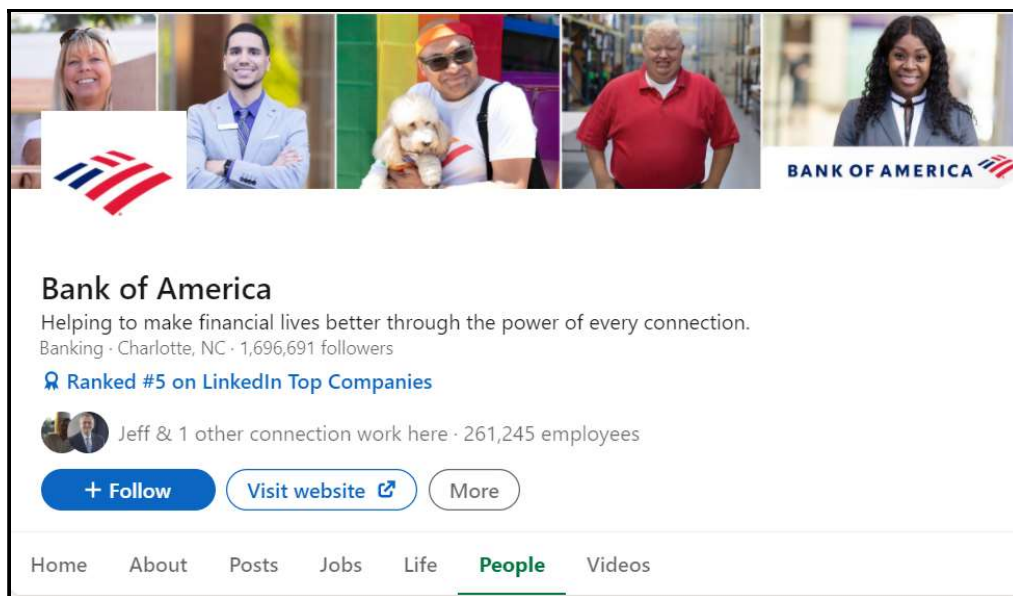 BANK OF AMERICA
Bank of America
Helping to make financial lives better through the power of every connection.
Banking · Charlotte, NC · 1,696,691 followers
Ranked #5 on LinkedIn Top Companies
Jeff & 1 other connection work here · 261,245 employees
+ Follow Visit website More
Home About Posts Jobs Life People Videos